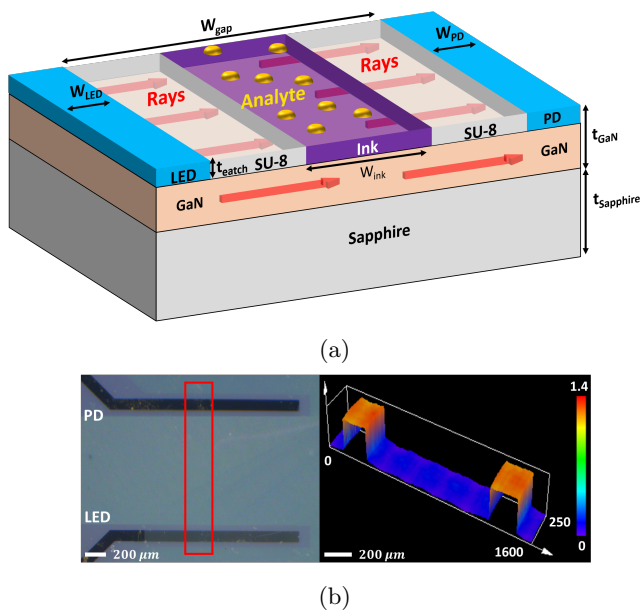 W_gap
W_LED
Rays
Analyte
Rays
W_PD
LED
t_eatch
SU-8
Ink
W_ink
SU-8
PD
t_GaN
GaN
GaN
t_Sapphire
Sapphire
(a)
PD
LED
200 μm
1.4
0
250
200 μm
1600
0
(b)